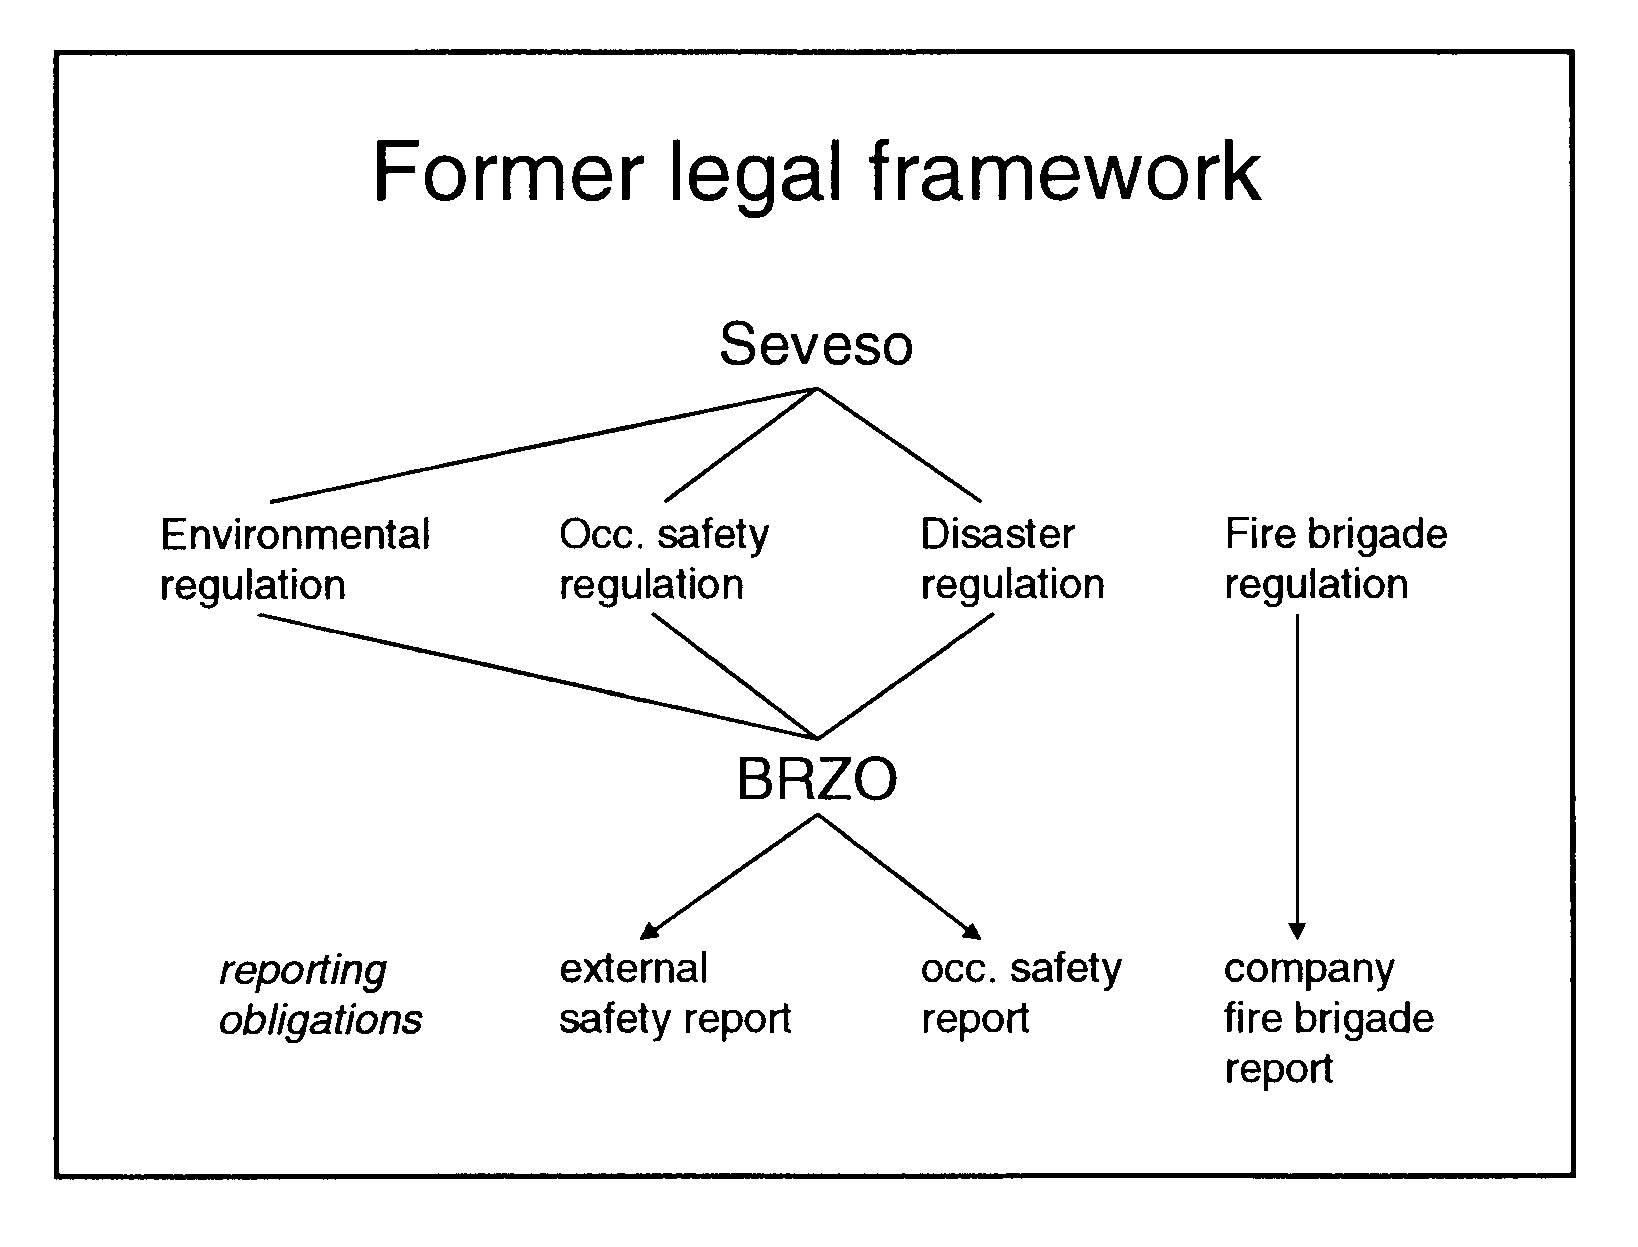 Former legal framework
Seveso
Environmental
regulation
Occ. safety
regulation
Disaster
regulation
Fire brigade
regulation
BRZO
reporting
obligations
external
safety report
occ. safety
report
company
fire brigade
report